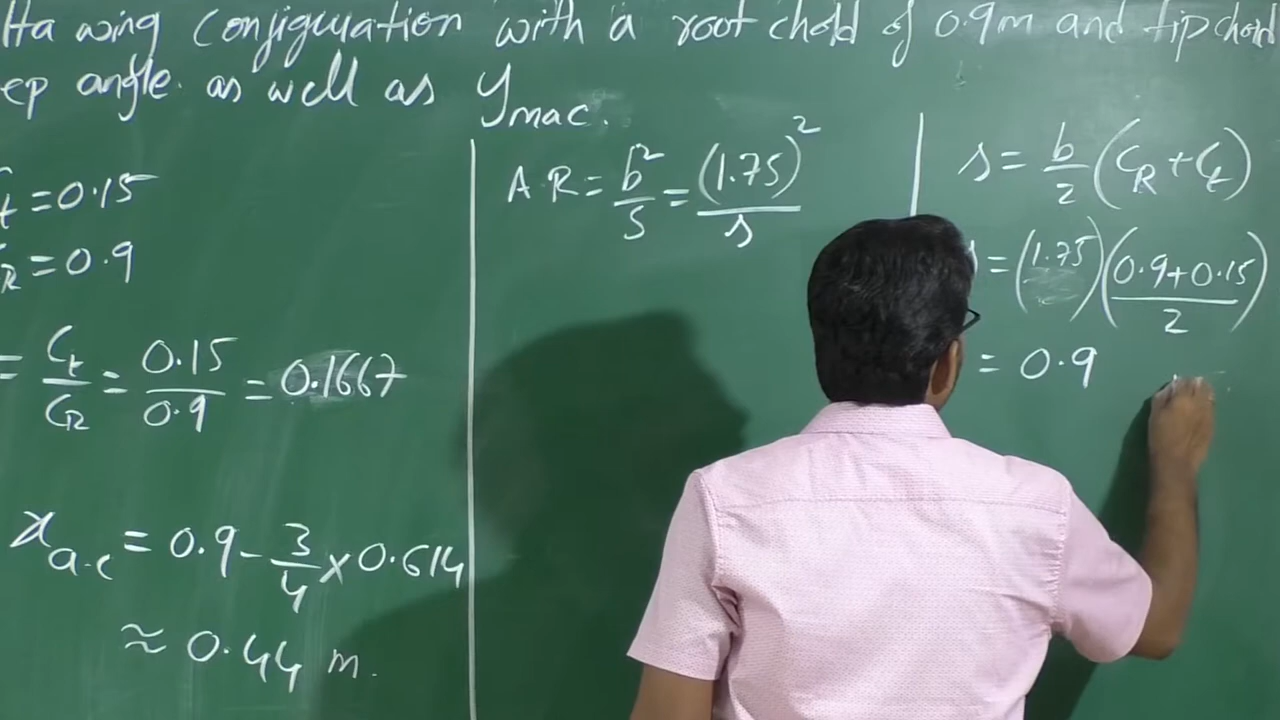 lta wing configuration with a root chord of 0.9m and tip chord
ep angle. as well as Ymac.
t = 0.15
R = 0.9
= Ct/CR = 0.15/0.9 = 0.1667
xa.c = 0.9 - 3/4 x 0.614
≈ 0.44 m.
A.R = b²/S = (1.75)²/s
s = b/2 (CR + Ct)
= (1.75)((0.9+0.15)/2)
= 0.9